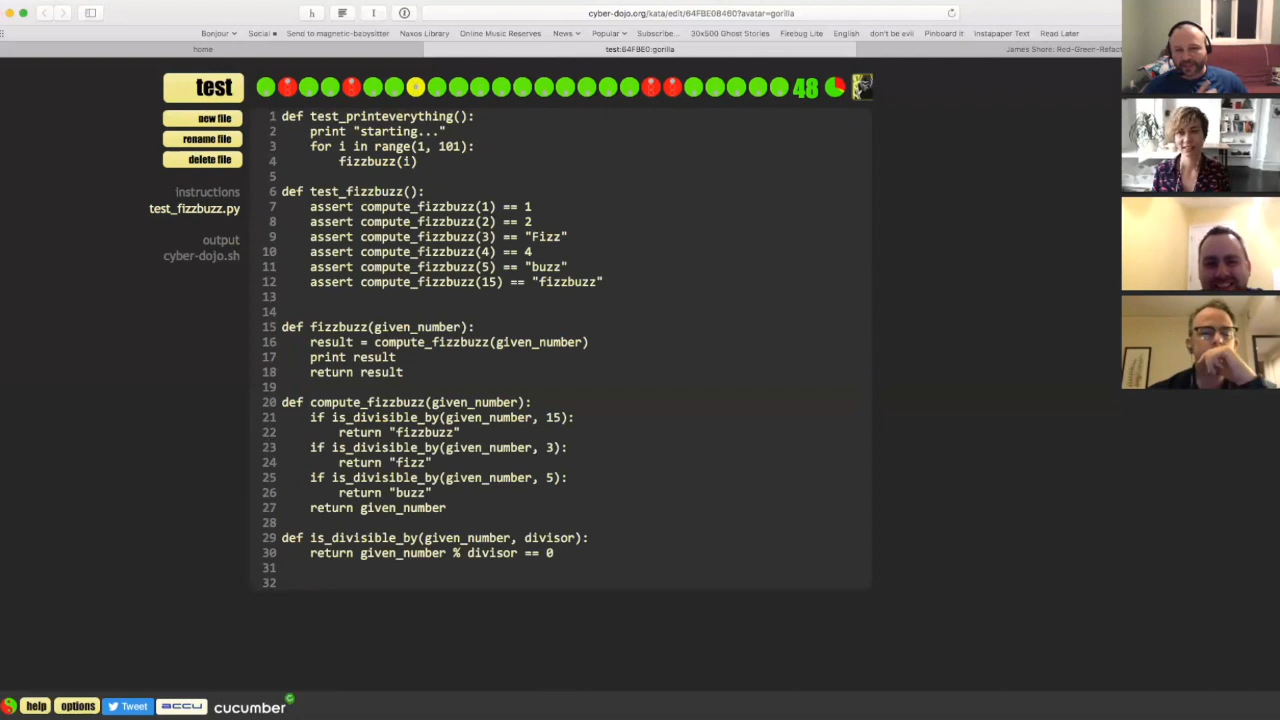 cyber-dojo.org/kata/edit/64FBE08460?avatar=gorilla
Bonjour Social Send to magnetic-babysitter Naxos Library Online Music Reserves News Popular Subscribe... 30x500 Ghost Stories Firebug Lite English don't be evil Pinboard it Instapaper Text Read Later
home test:64FBE0:gorilla James Shore: Red-Green-Refac
test 48
new file
rename file
delete file
instructions
test_fizzbuzz.py
output
cyber-dojo.sh
1 def test_printeverything():
2 print "starting..."
3 for i in range(1, 101):
4 fizzbuzz(i)
5
6 def test_fizzbuzz():
7 assert compute_fizzbuzz(1) == 1
8 assert compute_fizzbuzz(2) == 2
9 assert compute_fizzbuzz(3) == "Fizz"
10 assert compute_fizzbuzz(4) == 4
11 assert compute_fizzbuzz(5) == "buzz"
12 assert compute_fizzbuzz(15) == "fizzbuzz"
13
14
15 def fizzbuzz(given_number):
16 result = compute_fizzbuzz(given_number)
17 print result
18 return result
19
20 def compute_fizzbuzz(given_number):
21 if is_divisible_by(given_number, 15):
22 return "fizzbuzz"
23 if is_divisible_by(given_number, 3):
24 return "fizz"
25 if is_divisible_by(given_number, 5):
26 return "buzz"
27 return given_number
28
29 def is_divisible_by(given_number, divisor):
30 return given_number % divisor == 0
31
32
help options Tweet accu cucumber